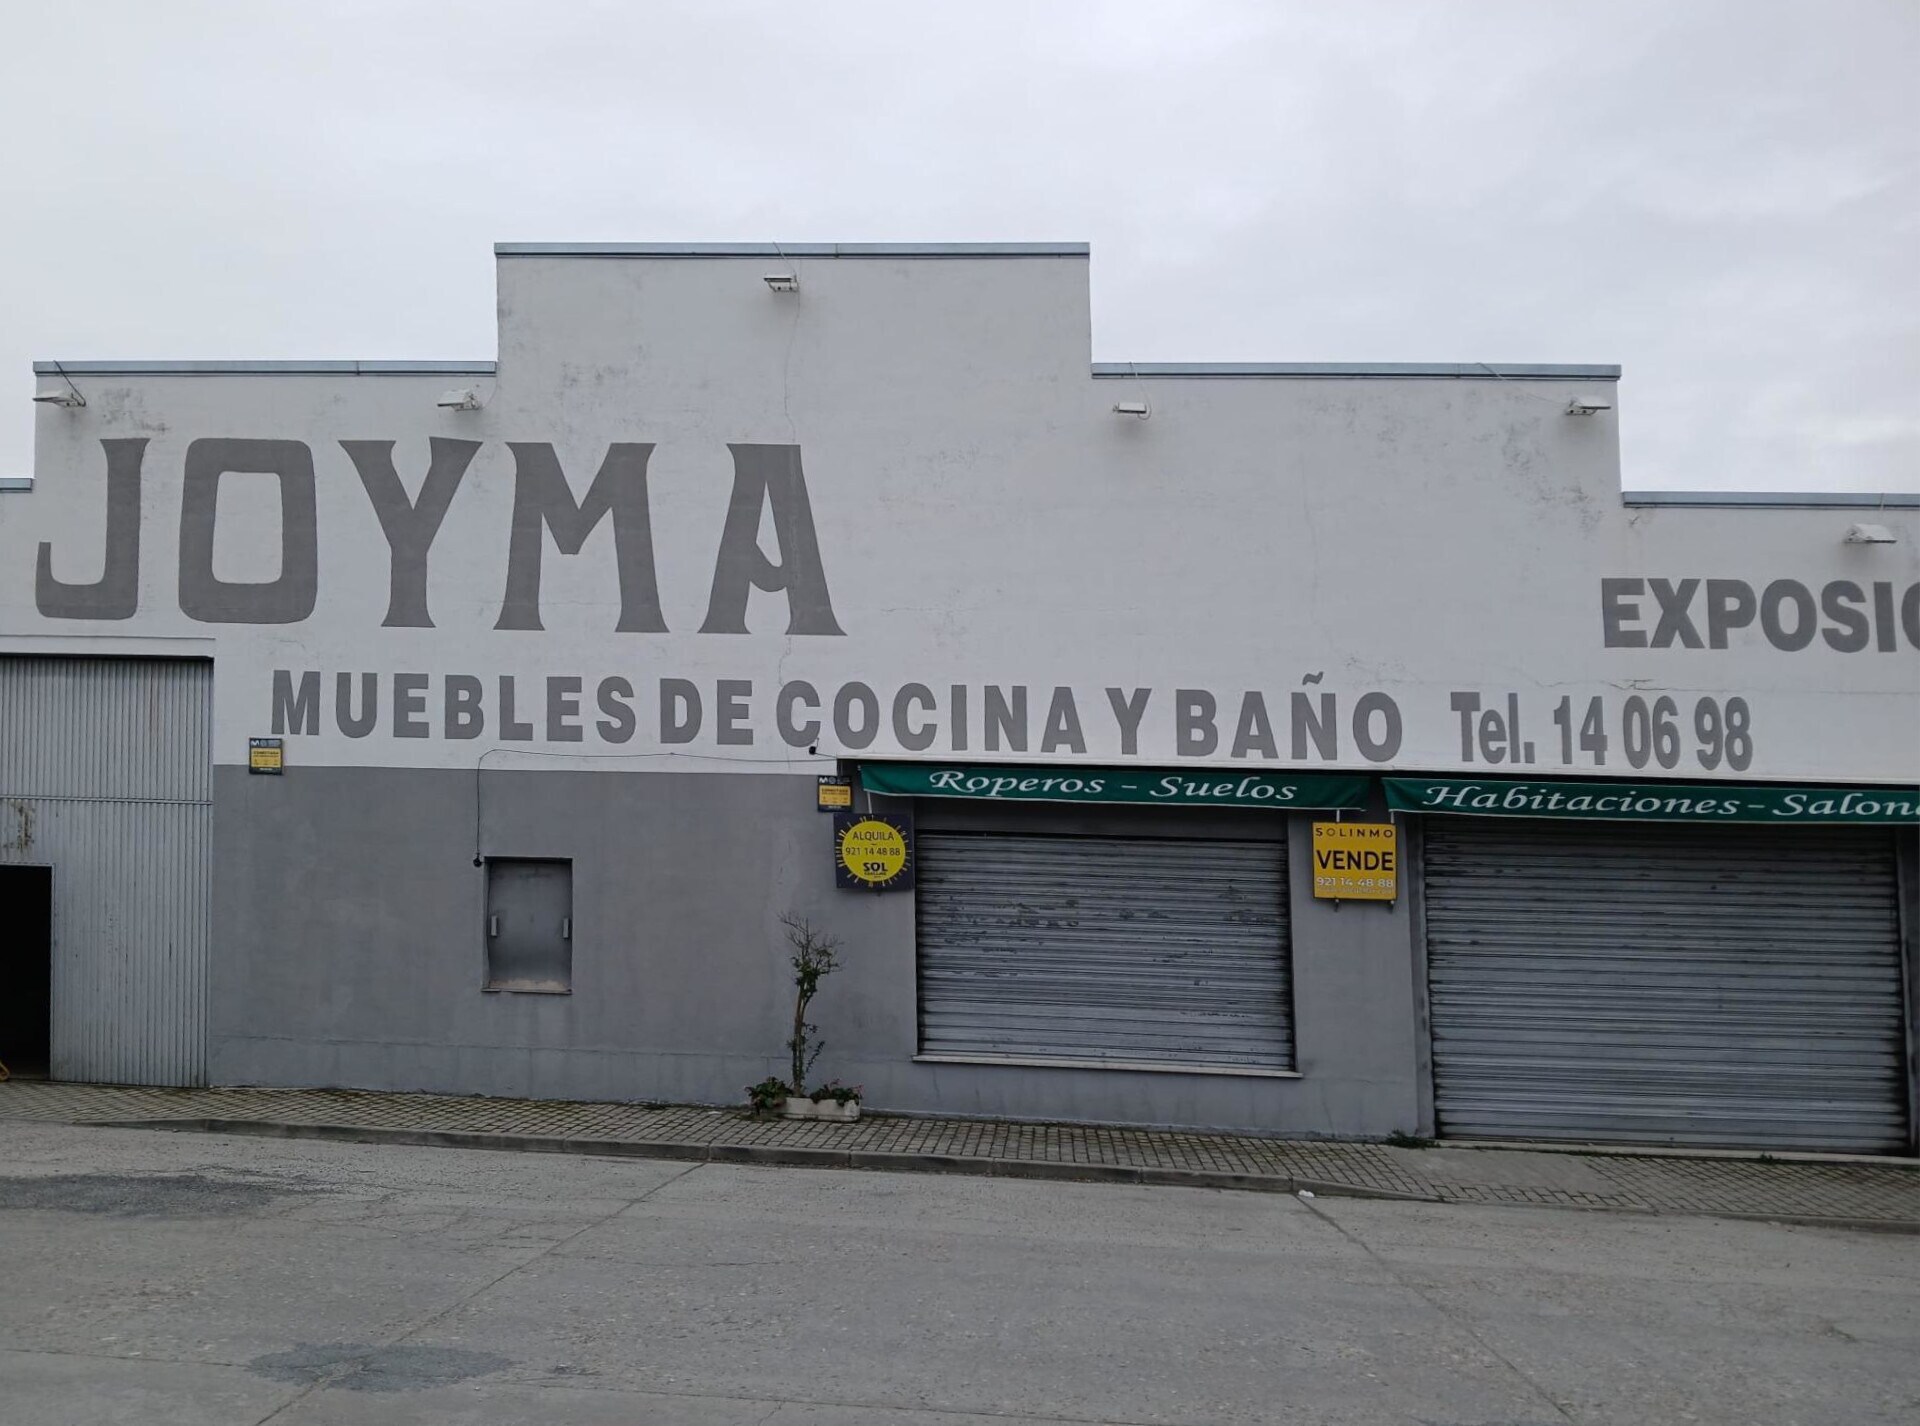 JOYMA
EXPOSIC
MUEBLES DE COCINA Y BAÑO Tel. 14 06 98
Roperos - Suelos
Habitaciones - Salon
ALQUILA
921 14 48 88
SOL
SOLINMO
VENDE
921 14 48 88